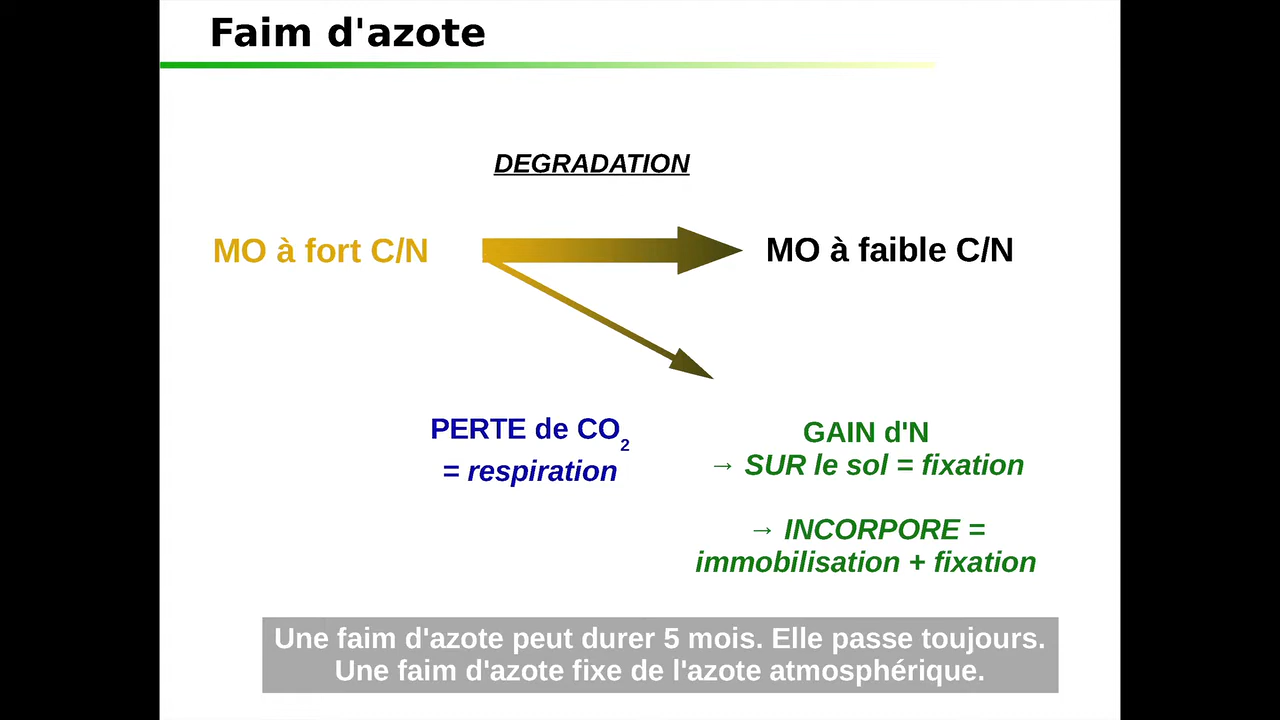 Faim d'azote
DEGRADATION
MO à fort C/N
MO à faible C/N
PERTE de CO2
= respiration
GAIN d'N
→ SUR le sol = fixation
→ INCORPORE =
immobilisation + fixation
Une faim d'azote peut durer 5 mois. Elle passe toujours.
Une faim d'azote fixe de l'azote atmosphérique.